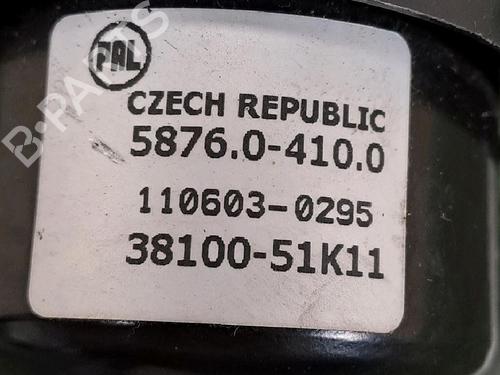 PAL
CZECH REPUBLIC
5876.0-410.0
110603-0295
38100-51K11
B-PARTS